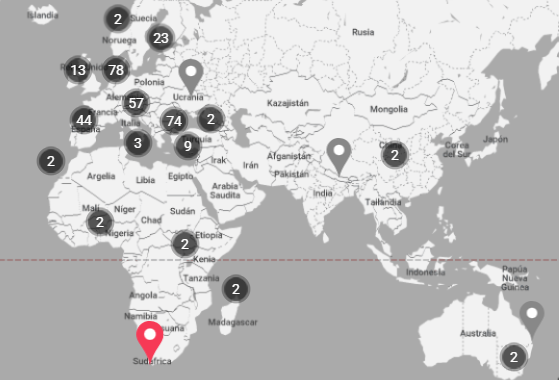 Islandia
2
Suecia
Noruega
23
Rusia
13
78
Polonia
Ucrania
57
Kazajistán
Mongolia
44
España
Italia
74
2
3
9
China
2
Corea
del Sur
Japón
2
Irak
Irán
Afganistán
Pakistán
Argelia
Libia
Egipto
Arabia
Saudita
India
Tailandia
Malí
Níger
Chad
Sudán
2
Nigeria
2
Etiopía
Kenia
Indonesia
Papúa
Nueva
Guinea
Tanzania
2
Angola
Namibia
Madagascar
Australia
2
Sudáfrica